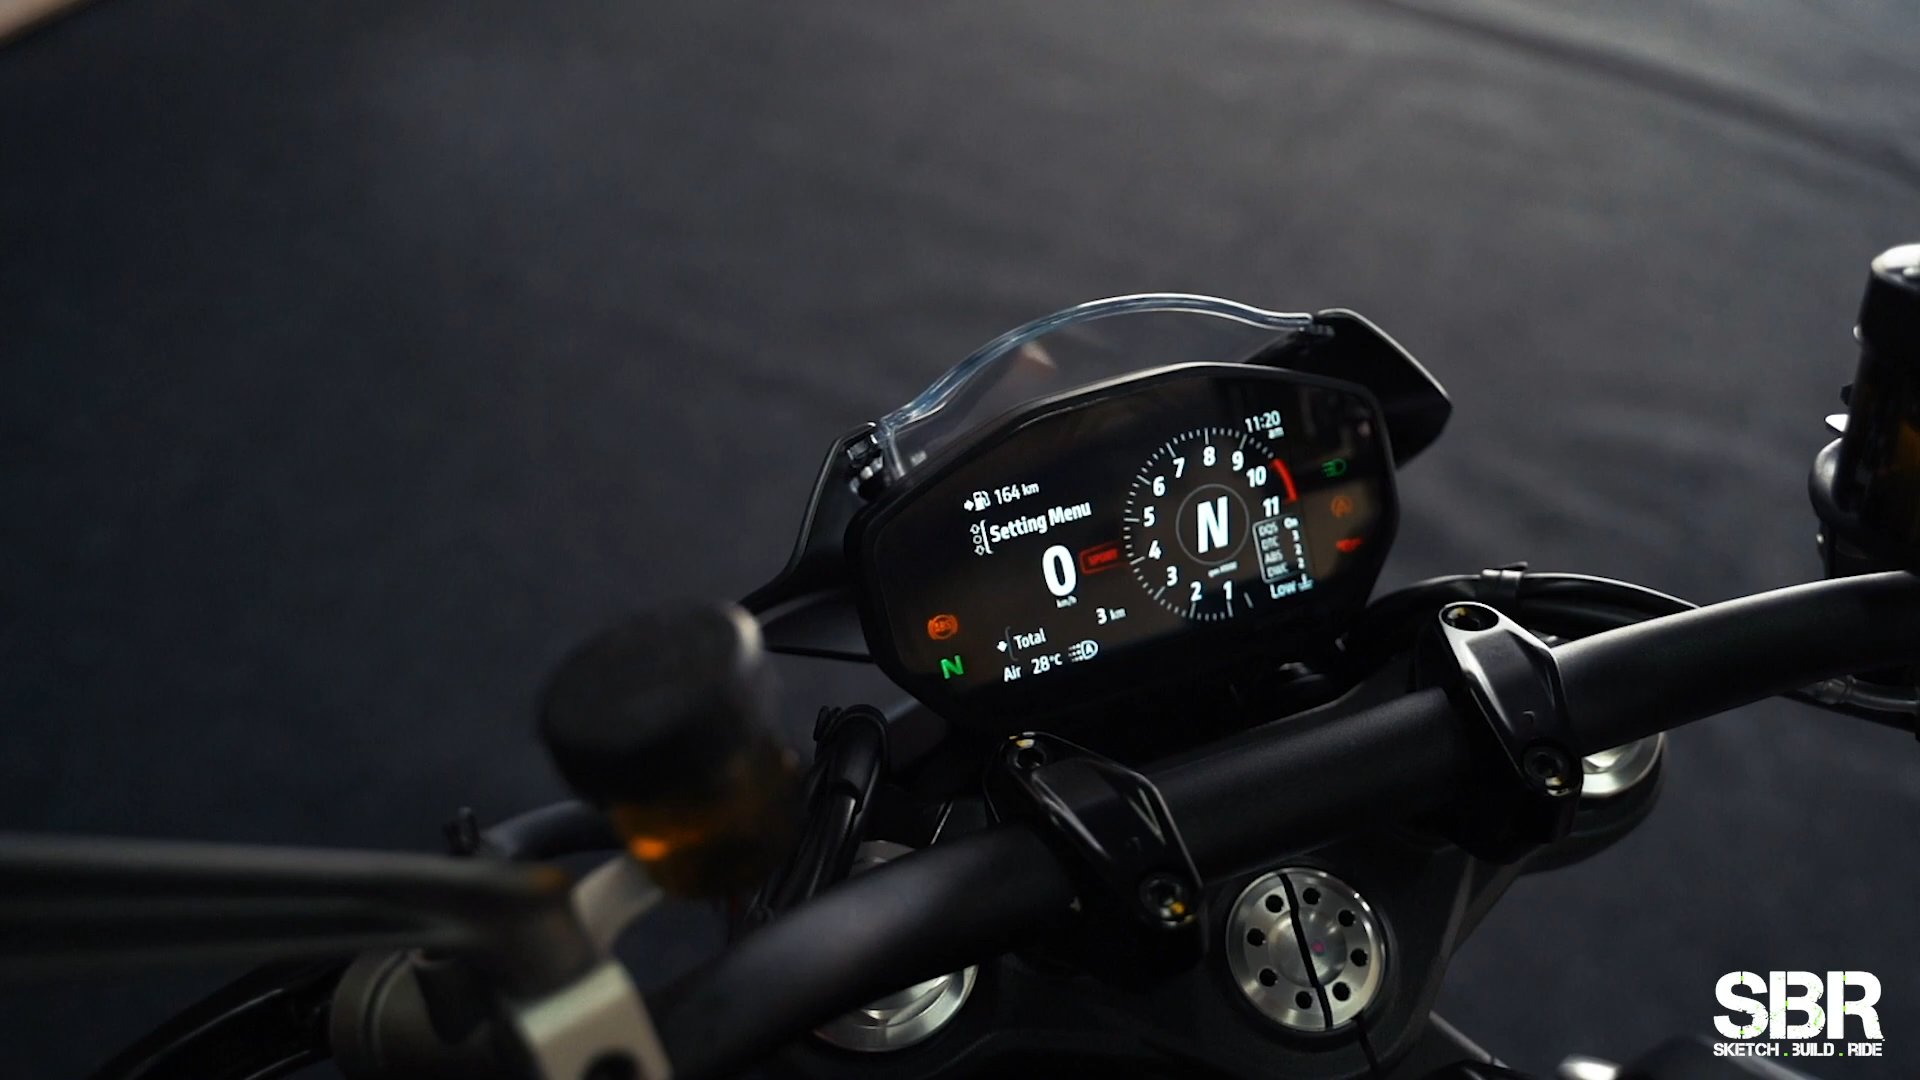 11:20
am
164 km
Setting Menu
0
km/h
SPORT
1
2
3
4
5
6
7
8
9
10
11
N
DQS On
DTC 3
ABS 2
DWC 2
Low
3 km
Total
Air 28°C
A
ABS
N
SBR
SKETCH.BUILD.RIDE